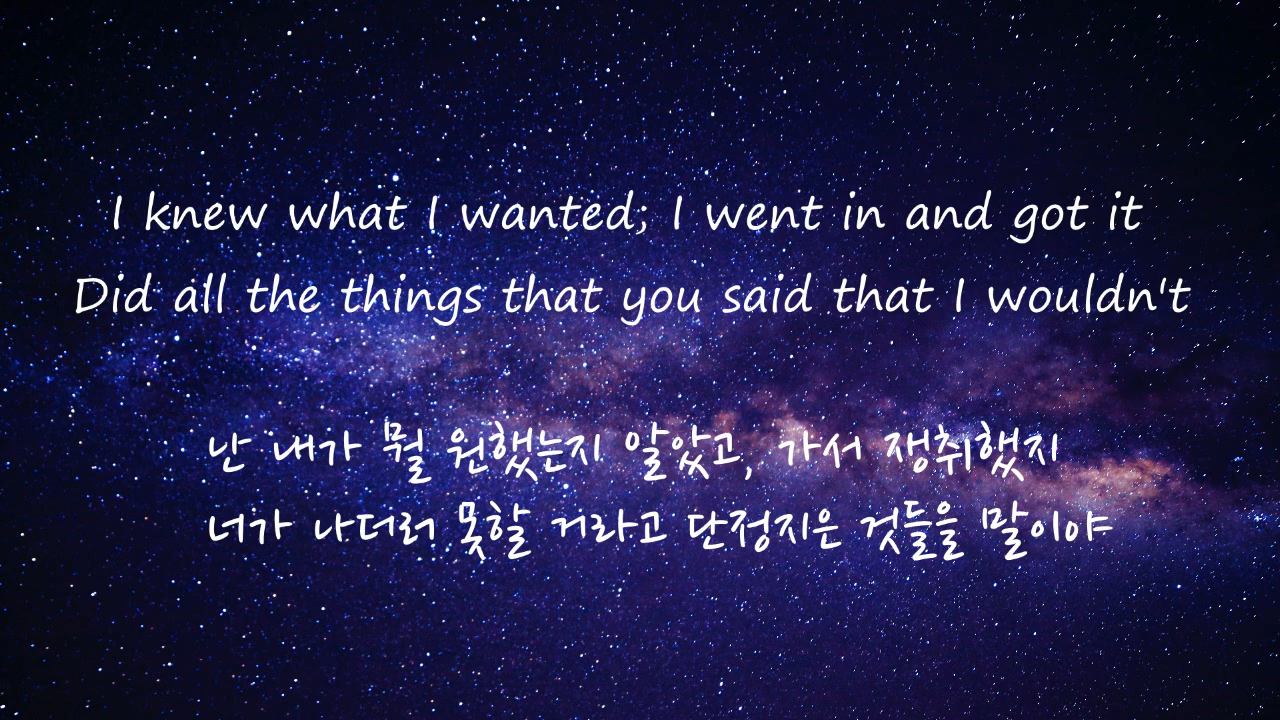 I knew what I wanted; I went in and got it
Did all the things that you said that I wouldn't
난 내가 뭘 원했는지 알았고, 가서 쟁취했지
너가 나더러 못할 거라고 단정지은 것들을 말이야